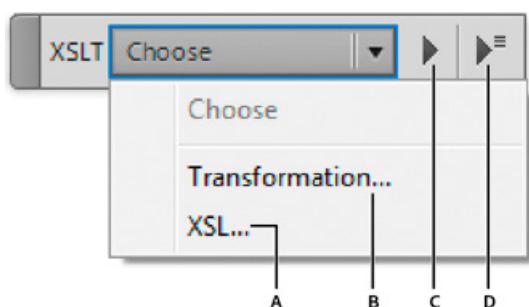 XSLT Choose
Choose
Transformation...
XSL...
A B C D